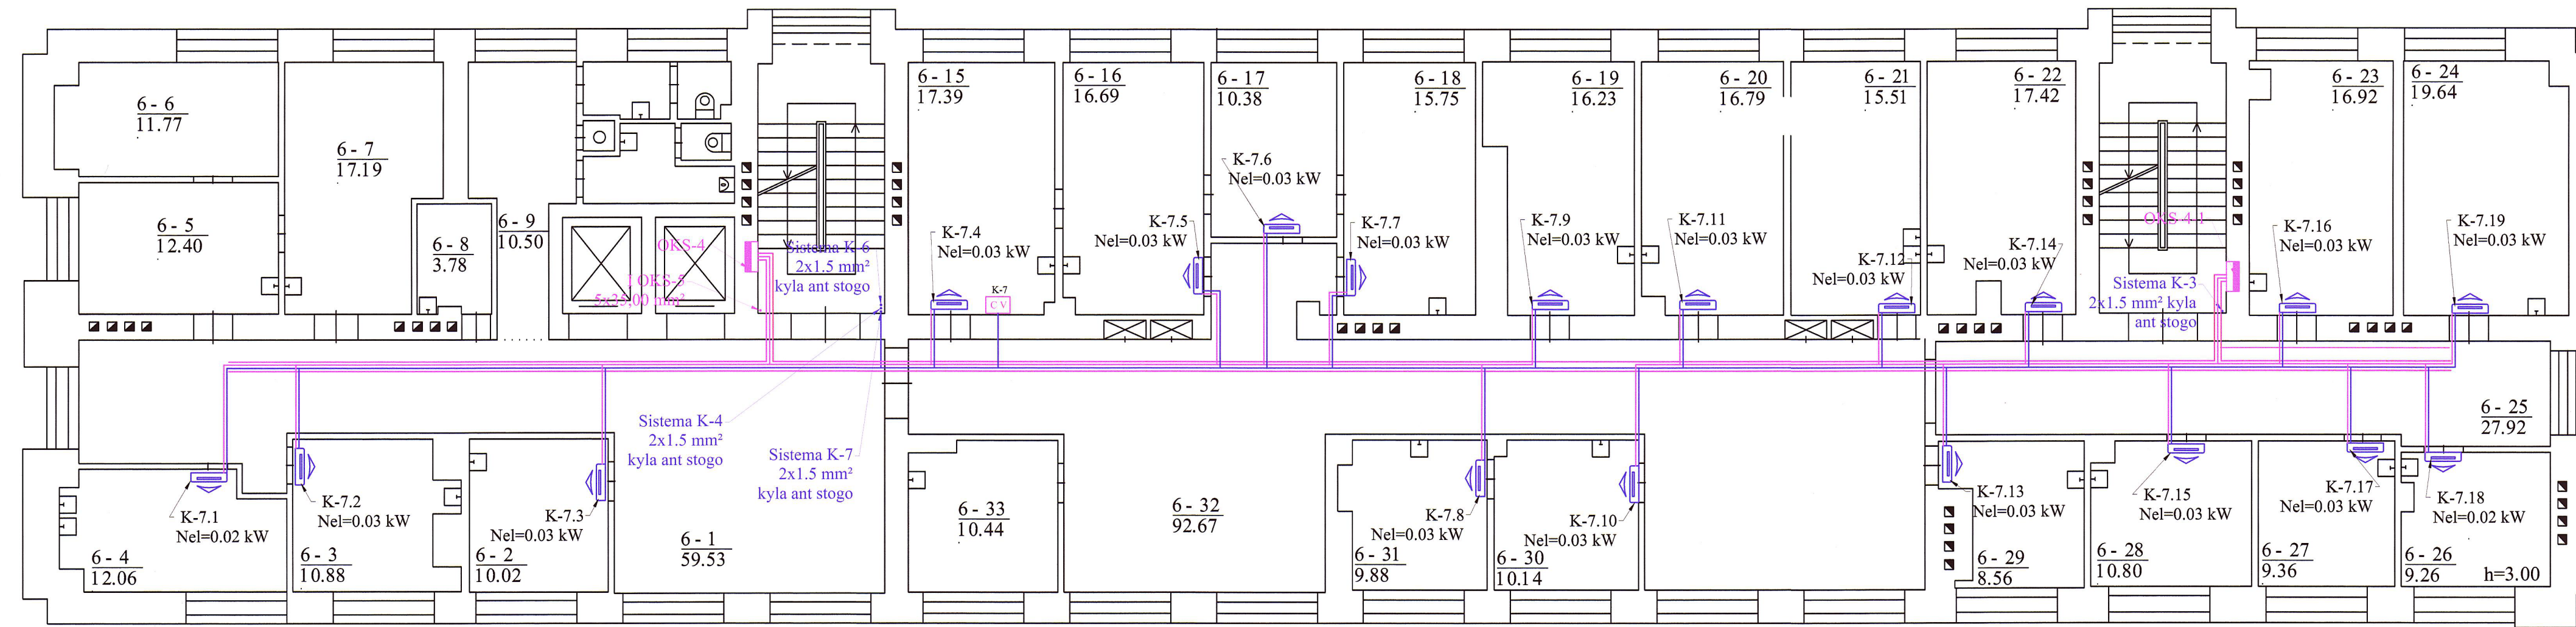 6 - 6
11.77
6 - 5
12.40
6 - 7
17.19
6 - 8
3.78
6 - 9
10.50
OKS-4
OKS-5
5x35,00 mm²
Sistema K-6
2x1.5 mm²
kyla ant stogo
6 - 15
17.39
K-7.4
Nel=0.03 kW
K-7
C V
6 - 16
16.69
K-7.5
Nel=0.03 kW
6 - 17
10.38
K-7.6
Nel=0.03 kW
6 - 18
15.75
K-7.7
Nel=0.03 kW
6 - 19
16.23
K-7.9
Nel=0.03 kW
6 - 20
16.79
K-7.11
Nel=0.03 kW
6 - 21
15.51
K-7.12
Nel=0.03 kW
6 - 22
17.42
K-7.14
Nel=0.03 kW
OKS-4-1
Sistema K-3
2x1.5 mm² kyla
ant stogo
6 - 23
16.92
K-7.16
Nel=0.03 kW
6 - 24
19.64
K-7.19
Nel=0.03 kW
6 - 25
27.92
K-7.1
Nel=0.02 kW
6 - 4
12.06
K-7.2
Nel=0.03 kW
6 - 3
10.88
K-7.3
Nel=0.03 kW
6 - 2
10.02
Sistema K-4
2x1.5 mm²
kyla ant stogo
Sistema K-7
2x1.5 mm²
kyla ant stogo
6 - 1
59.53
6 - 33
10.44
6 - 32
92.67
K-7.8
Nel=0.03 kW
6 - 31
9.88
K-7.10
Nel=0.03 kW
6 - 30
10.14
K-7.13
Nel=0.03 kW
6 - 29
8.56
K-7.15
Nel=0.03 kW
6 - 28
10.80
K-7.17
Nel=0.03 kW
6 - 27
9.36
K-7.18
Nel=0.02 kW
6 - 26
9.26
h=3.00